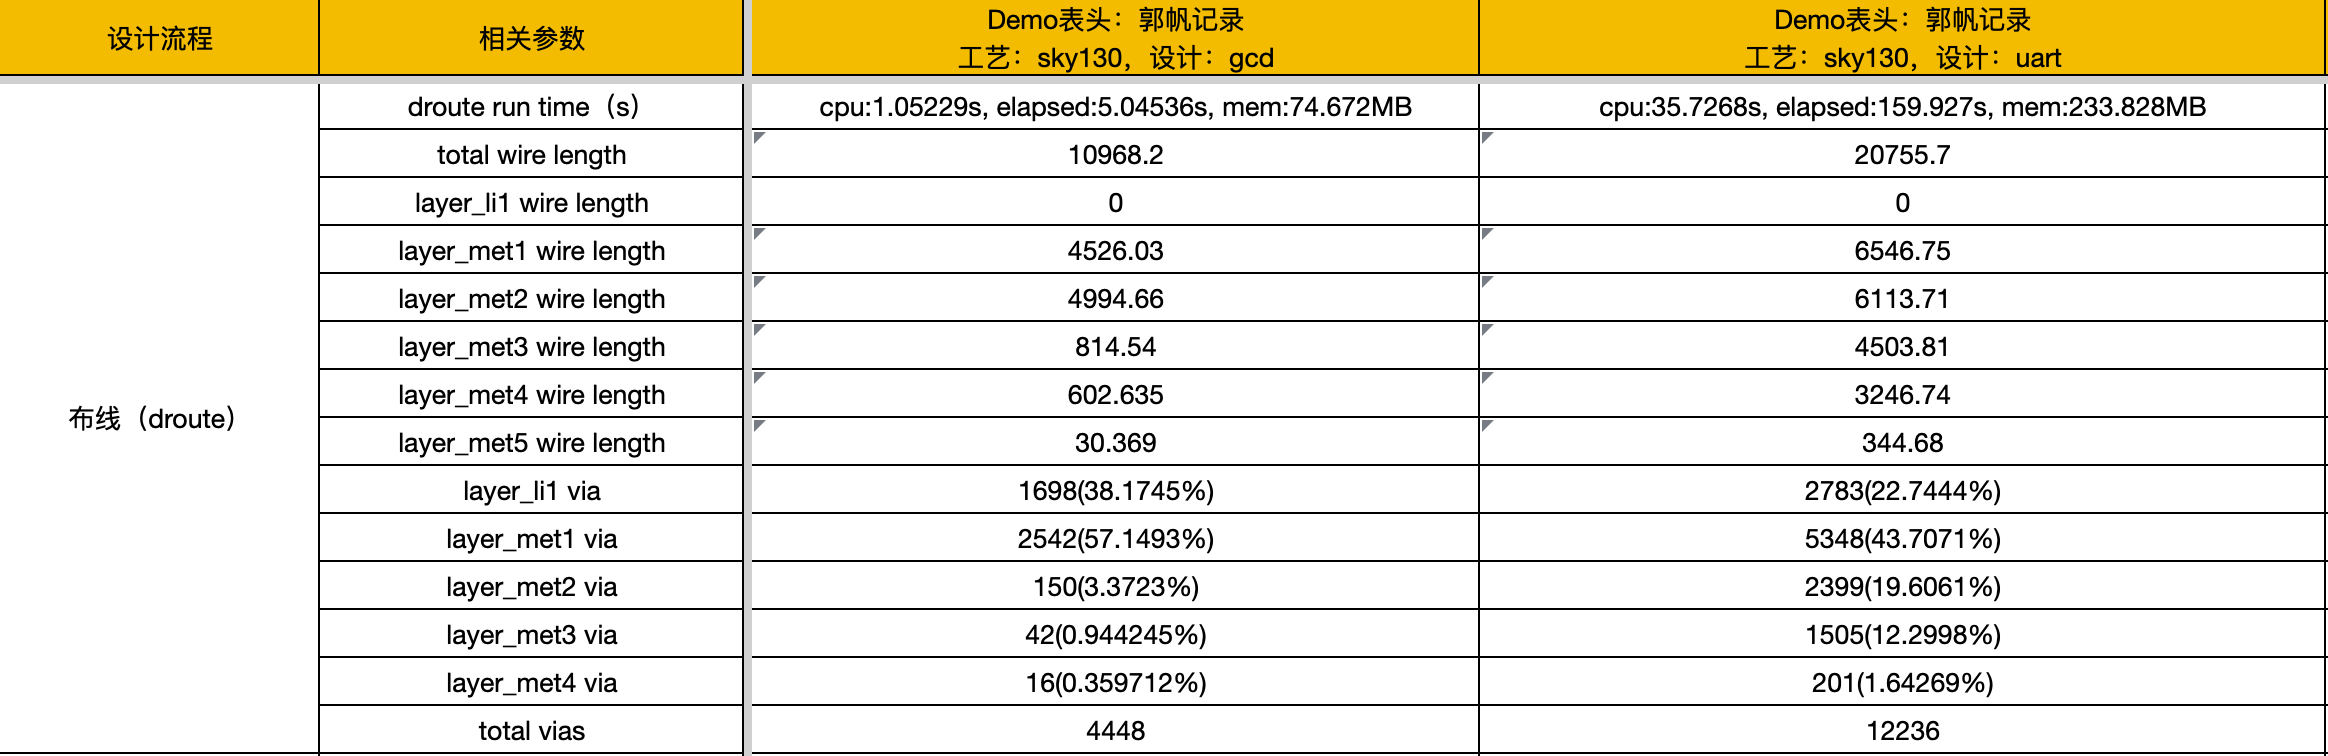 设计流程
相关参数
Demo表头：郭帆记录
工艺：sky130，设计：gcd
Demo表头：郭帆记录
工艺：sky130，设计：uart
布线（droute）
droute run time（s）
cpu:1.05229s, elapsed:5.04536s, mem:74.672MB
cpu:35.7268s, elapsed:159.927s, mem:233.828MB
total wire length
10968.2
20755.7
layer_li1 wire length
0
0
layer_met1 wire length
4526.03
6546.75
layer_met2 wire length
4994.66
6113.71
layer_met3 wire length
814.54
4503.81
layer_met4 wire length
602.635
3246.74
layer_met5 wire length
30.369
344.68
layer_li1 via
1698(38.1745%)
2783(22.7444%)
layer_met1 via
2542(57.1493%)
5348(43.7071%)
layer_met2 via
150(3.3723%)
2399(19.6061%)
layer_met3 via
42(0.944245%)
1505(12.2998%)
layer_met4 via
16(0.359712%)
201(1.64269%)
total vias
4448
12236